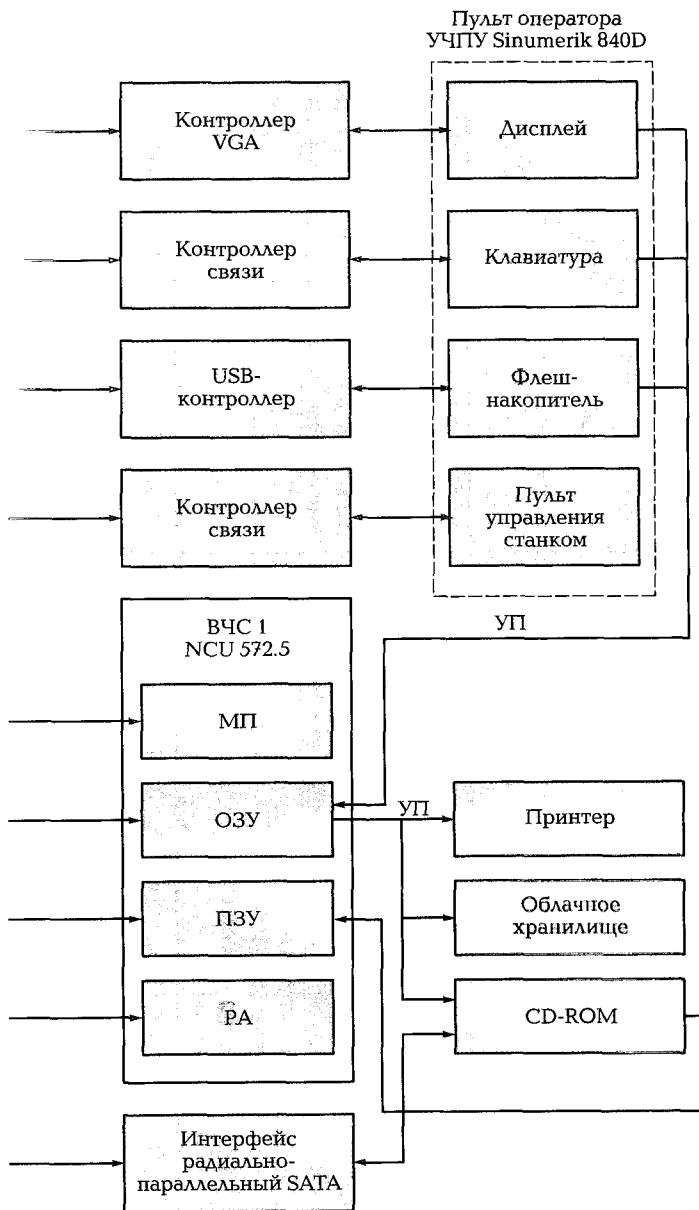 Пульт оператора
УЧПУ Sinumerik 840D
Контроллер
VGA
Дисплей
Контроллер
связи
Клавиатура
USB-
контроллер
Флеш-
накопитель
Контроллер
связи
Пульт
управления
станком
УП
ВЧС 1
NCU 572.5
МП
ОЗУ
УП
Принтер
ПЗУ
Облачное
хранилище
РА
CD-ROM
Интерфейс
радиально-
параллельный SATA